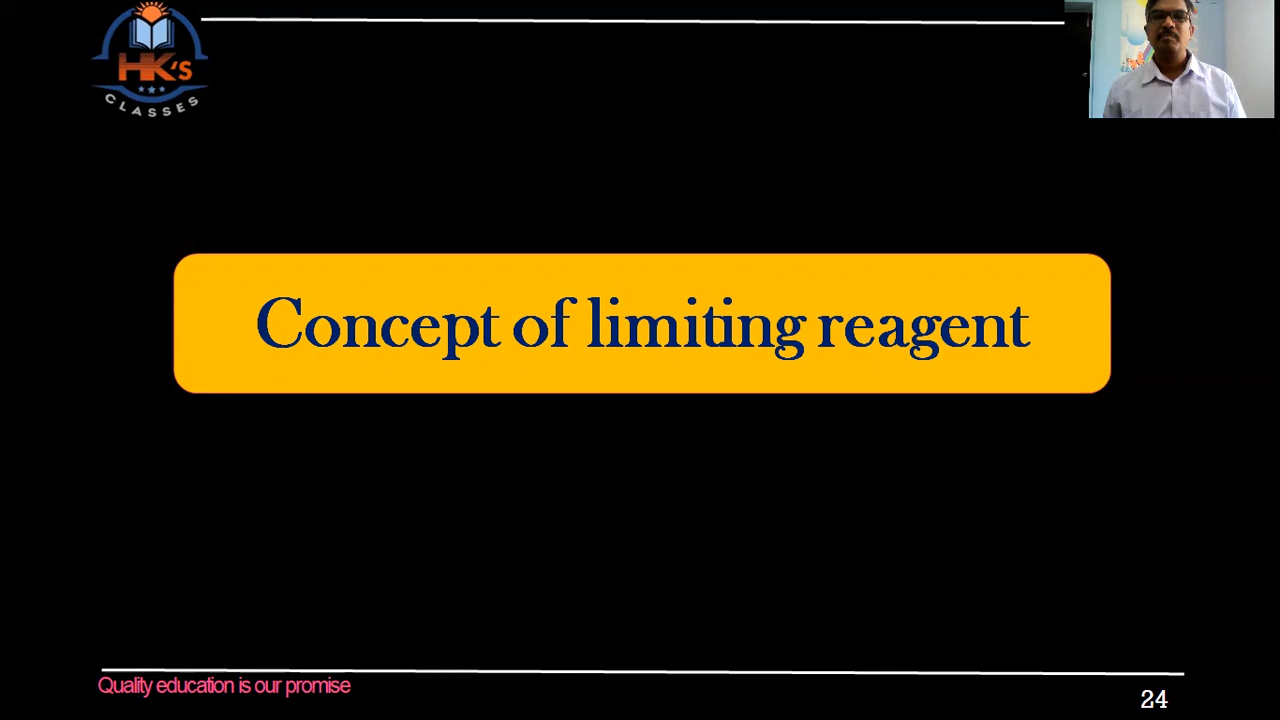 HK's
CLASSES
Concept of limiting reagent
Quality education is our promise
24